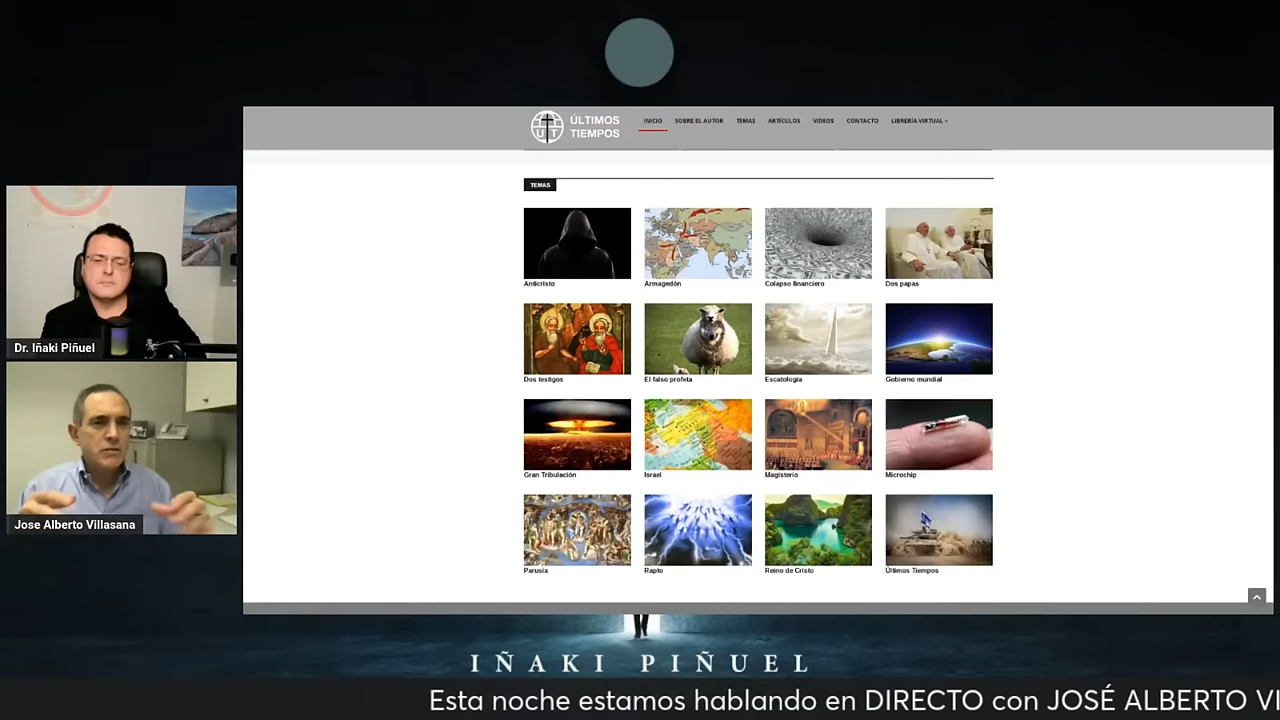 ÚLTIMOS
TIEMPOS
UT
INICIO
SOBRE EL AUTOR
TEMAS
ARTÍCULOS
VIDEOS
CONTACTO
LIBRERÍA VIRTUAL
TEMAS
Anticristo
Armagedón
Colapso financiero
Dos papas
Dos testigos
El falso profeta
Escatología
Gobierno mundial
Gran Tribulación
Israel
Magisterio
Microchip
Parusía
Rapto
Reino de Cristo
Últimos Tiempos
Dr. Iñaki Piñuel
Jose Alberto Villasana
IÑAKI PIÑUEL
Esta noche estamos hablando en DIRECTO con JOSÉ ALBERTO VI